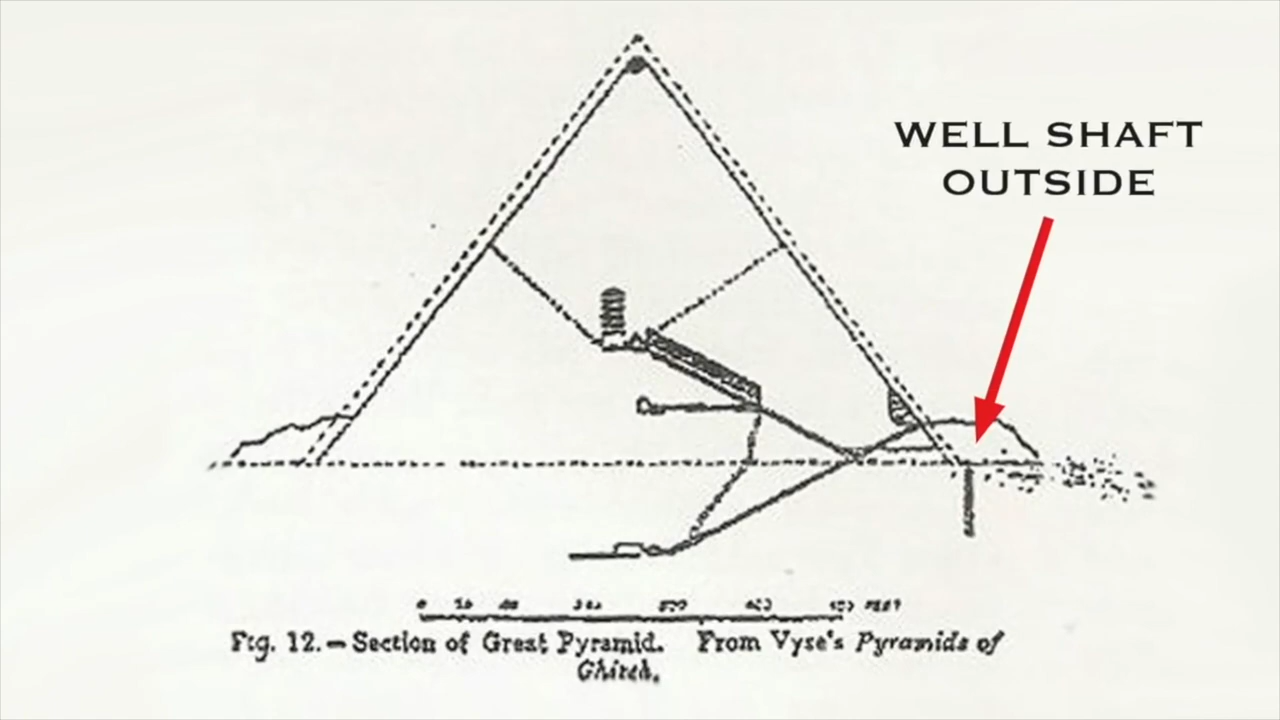 WELL SHAFT
OUTSIDE
Fig. 12.—Section of Great Pyramid. From Vyse's Pyramids of
Ghizeh.